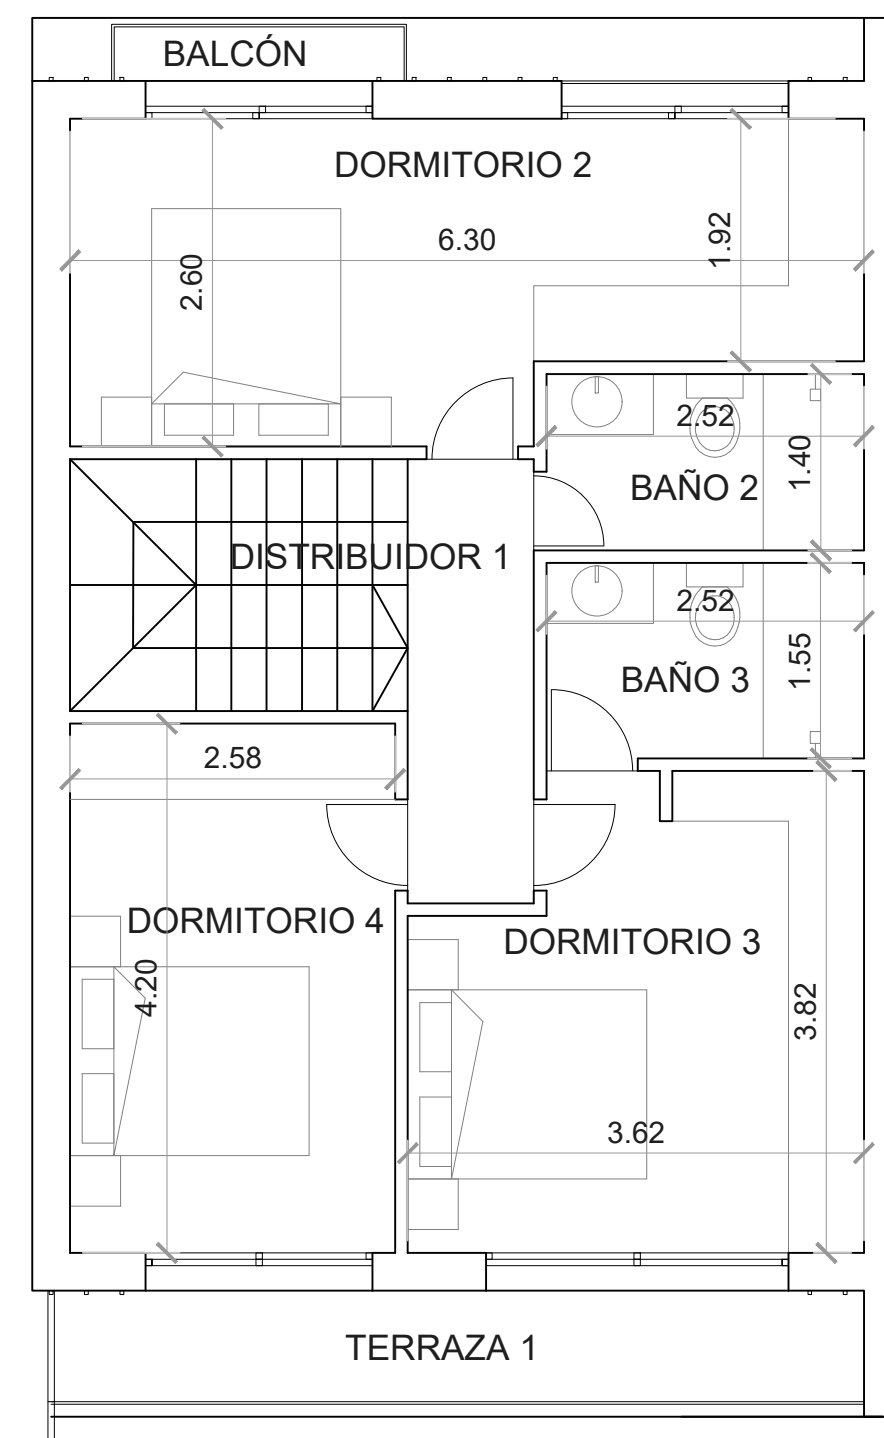 BALCÓN
DORMITORIO 2
6.30
1.92
2.60
2.52
1.40
BAÑO 2
DISTRIBUIDOR 1
2.52
1.55
BAÑO 3
2.58
DORMITORIO 4
DORMITORIO 3
4.20
3.82
3.62
TERRAZA 1